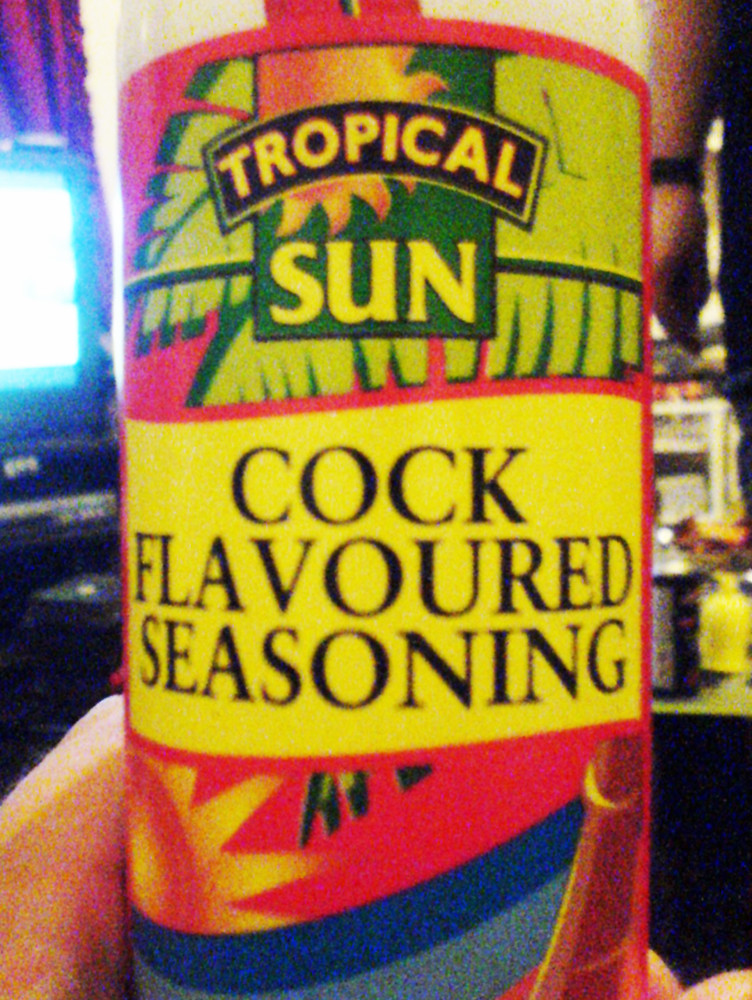 TROPICAL
SUN
COCK
FLAVOURED
SEASONING